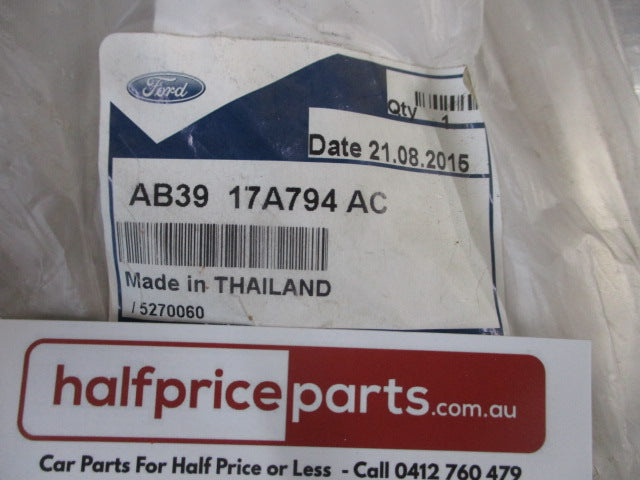 Ford
Qty 1
Date 21.08.2015
AB39 17A794 AC
Made in THAILAND
/ 5270060
halfpriceparts.com.au
Car Parts For Half Price or Less - Call 0412 760 479